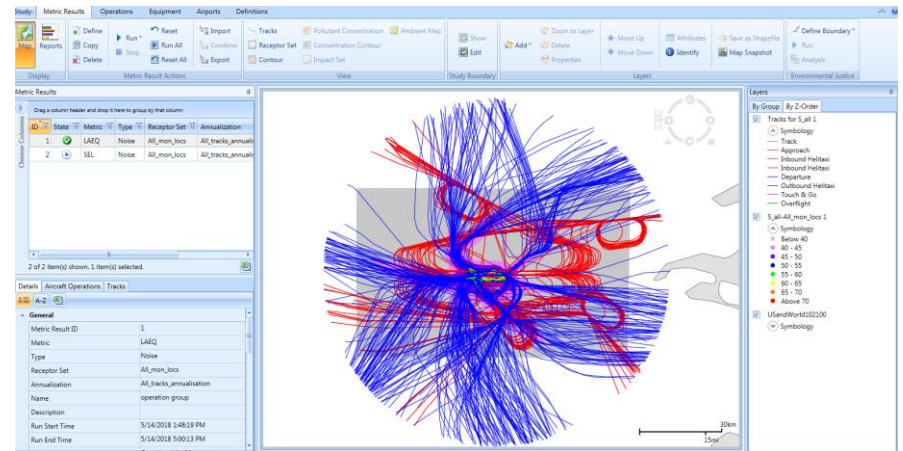 Study Metric Results Operations Equipment Airports Definitions
Map
Reports
Define
Copy
Delete
Run
Stop
Reset
Run All
Reset All
Import
Combine
Export
Tracks
Receptor Set
Contour
Pollutant Concentration
Concentration Contour
Impact Set
Ambient Map
Show
Edit
Add
Zoom to Layer
Delete
Properties
Move Up
Move Down
Attributes
Identify
Save as Shapefile
Map Snapshot
Define Boundary
Run
Analysis
Display Metric Result Actions View Study Boundary Layers Environmental Justice
Metric Results
Drag a column header and drop it here to group by that column
Choose Columns
ID State Metric Type Receptor Set Annualization
1 LAEQ Noise All_mon_locs All_tracks_annualis
2 SEL Noise All_mon_locs All_tracks_annualis
2 of 2 item(s) shown. 1 item(s) selected.
Details Aircraft Operations Tracks
A-Z
General
Metric Result ID 1
Metric LAEQ
Type Noise
Receptor Set All_mon_locs
Annualization All_tracks_annualisation
Name operation group
Description
Run Start Time 5/14/2018 1:48:19 PM
Run End Time 5/14/2018 5:00:13 PM
30km
15mi
Layers
By Group By Z-Order
Tracks for S_all 1
Symbology
Track
Approach
Inbound Helitaxi
Inbound Helitaxi
Departure
Outbound Helitaxi
Touch & Go
Overflight
S_all-All_mon_locs 1
Symbology
Below 40
40 - 45
45 - 50
50 - 55
55 - 60
60 - 65
65 - 70
Above 70
USandWorld102100
Symbology